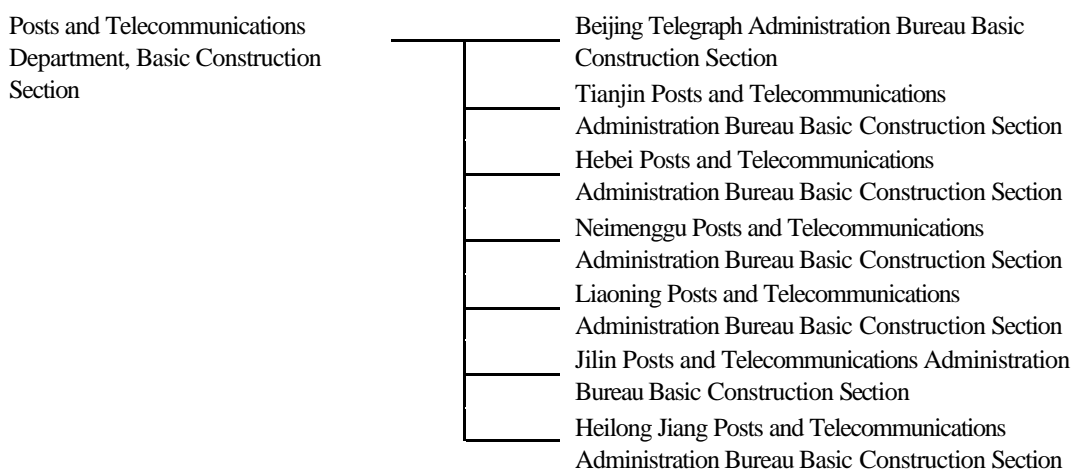 Posts and Telecommunications
Department, Basic Construction
Section
Beijing Telegraph Administration Bureau Basic
Construction Section
Tianjin Posts and Telecommunications
Administration Bureau Basic Construction Section
Hebei Posts and Telecommunications
Administration Bureau Basic Construction Section
Neimenggu Posts and Telecommunications
Administration Bureau Basic Construction Section
Liaoning Posts and Telecommunications
Administration Bureau Basic Construction Section
Jilin Posts and Telecommunications Administration
Bureau Basic Construction Section
Heilong Jiang Posts and Telecommunications
Administration Bureau Basic Construction Section